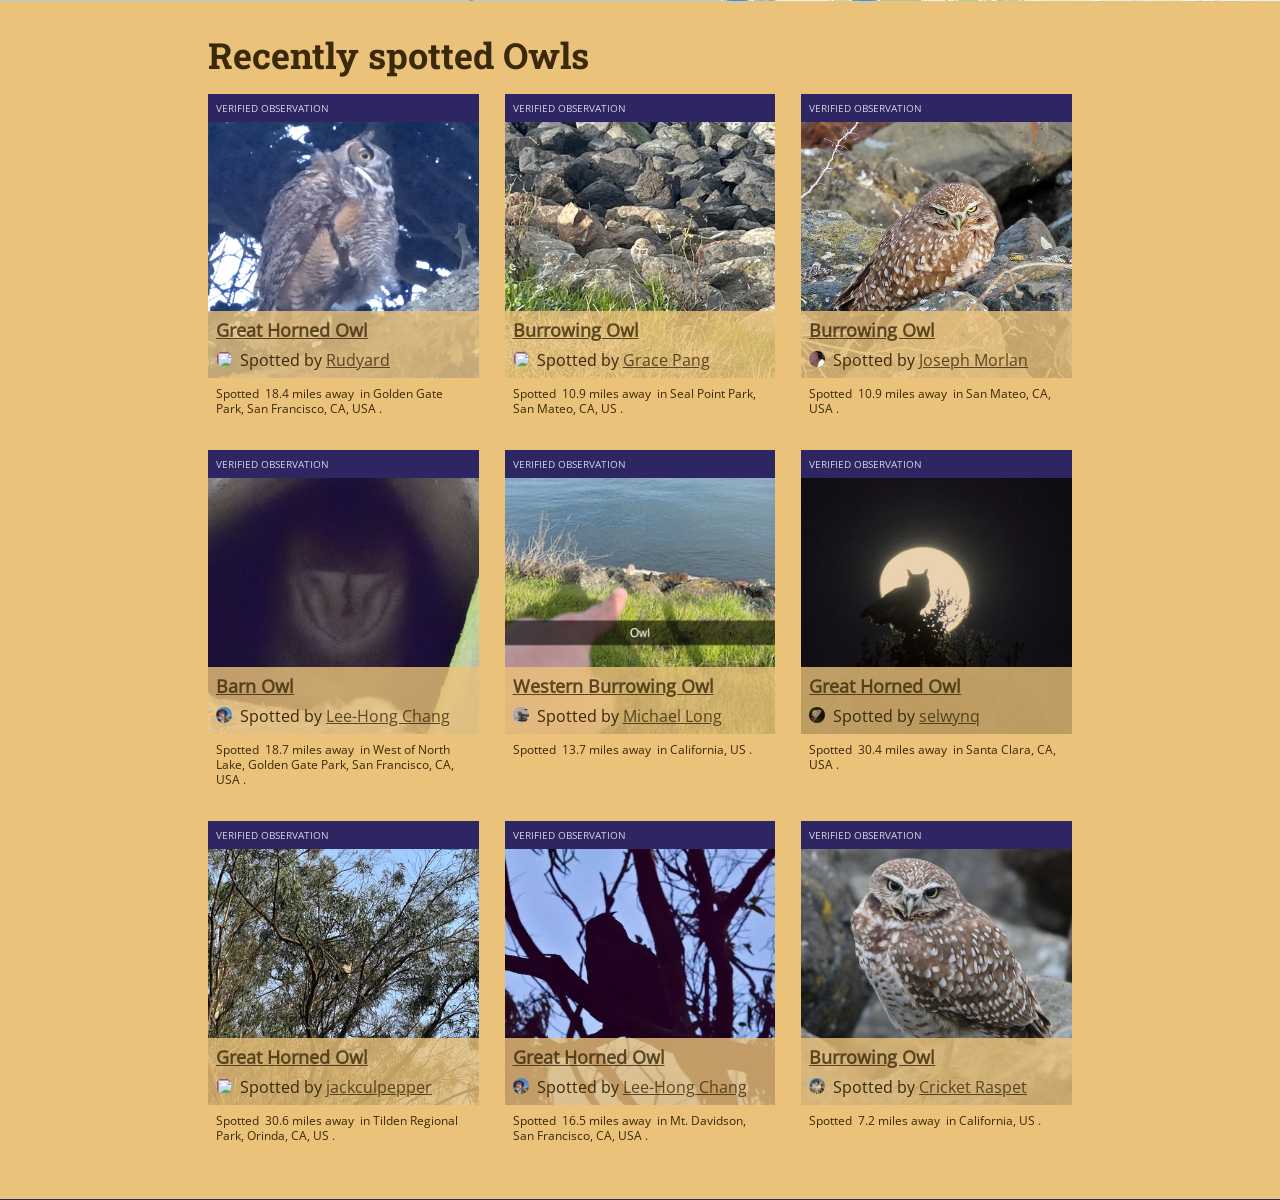 Recently spotted Owls
VERIFIED OBSERVATION
Great Horned Owl
Spotted by Rudyard
Spotted 18.4 miles away in Golden Gate
Park, San Francisco, CA, USA .
VERIFIED OBSERVATION
Burrowing Owl
Spotted by Grace Pang
Spotted 10.9 miles away in Seal Point Park,
San Mateo, CA, US .
VERIFIED OBSERVATION
Burrowing Owl
Spotted by Joseph Morlan
Spotted 10.9 miles away in San Mateo, CA,
USA .
VERIFIED OBSERVATION
Barn Owl
Spotted by Lee-Hong Chang
Spotted 18.7 miles away in West of North
Lake, Golden Gate Park, San Francisco, CA,
USA .
VERIFIED OBSERVATION
Owl
Western Burrowing Owl
Spotted by Michael Long
Spotted 13.7 miles away in California, US .
VERIFIED OBSERVATION
Great Horned Owl
Spotted by selwynq
Spotted 30.4 miles away in Santa Clara, CA,
USA .
VERIFIED OBSERVATION
Great Horned Owl
Spotted by jackculpepper
Spotted 30.6 miles away in Tilden Regional
Park, Orinda, CA, US .
VERIFIED OBSERVATION
Great Horned Owl
Spotted by Lee-Hong Chang
Spotted 16.5 miles away in Mt. Davidson,
San Francisco, CA, USA .
VERIFIED OBSERVATION
Burrowing Owl
Spotted by Cricket Raspet
Spotted 7.2 miles away in California, US .